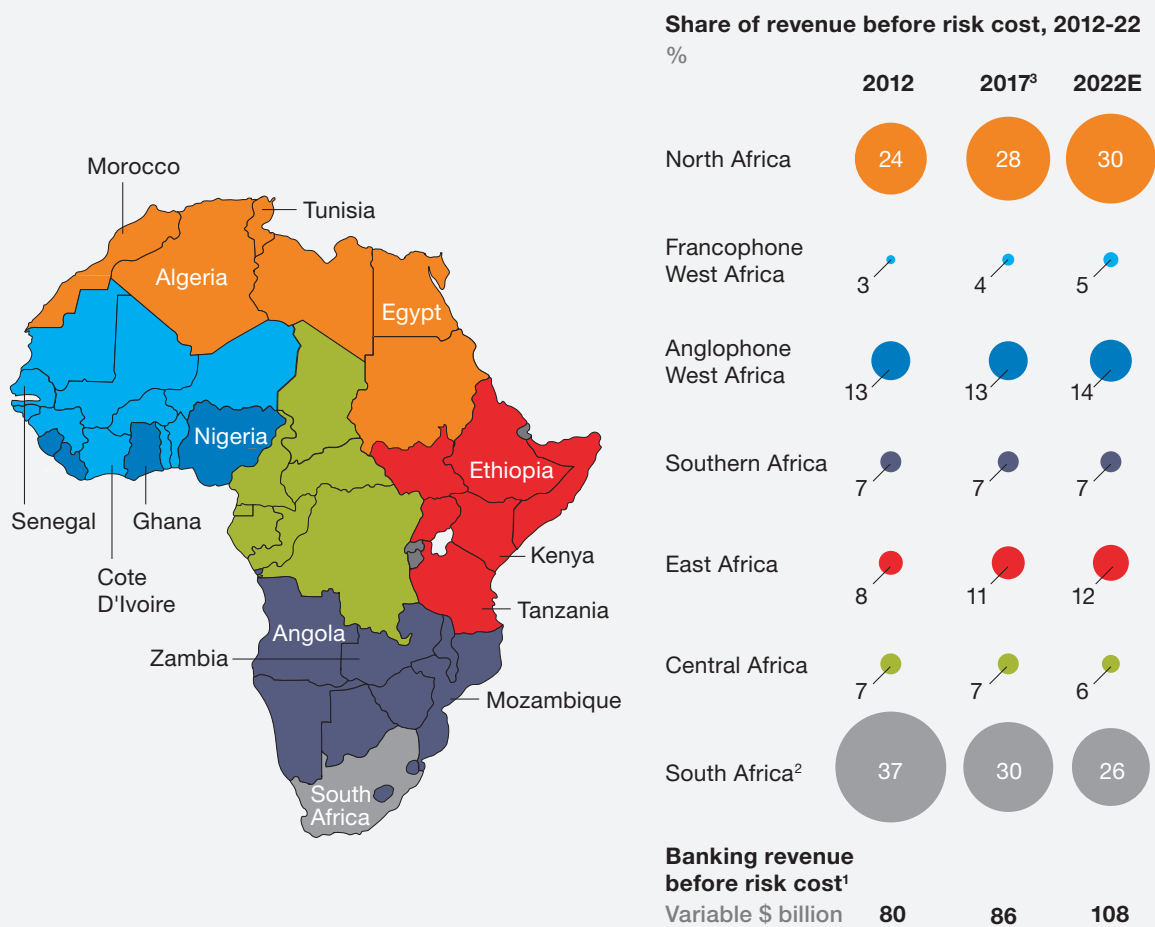 Share of revenue before risk cost, 2012-22
%
2012 2017³ 2022E
North Africa 24 28 30
Francophone
West Africa
3 4 5
Anglophone
West Africa
13 13 14
Southern Africa
7 7 7
East Africa
8 11 12
Central Africa
7 7 6
South Africa² 37 30 26
Banking revenue
before risk cost¹
Variable $ billion 80 86 108
Morocco
Tunisia
Algeria
Egypt
Nigeria
Ethiopia
Senegal
Ghana
Cote
D'Ivoire
Kenya
Tanzania
Angola
Zambia
Mozambique
South
Africa